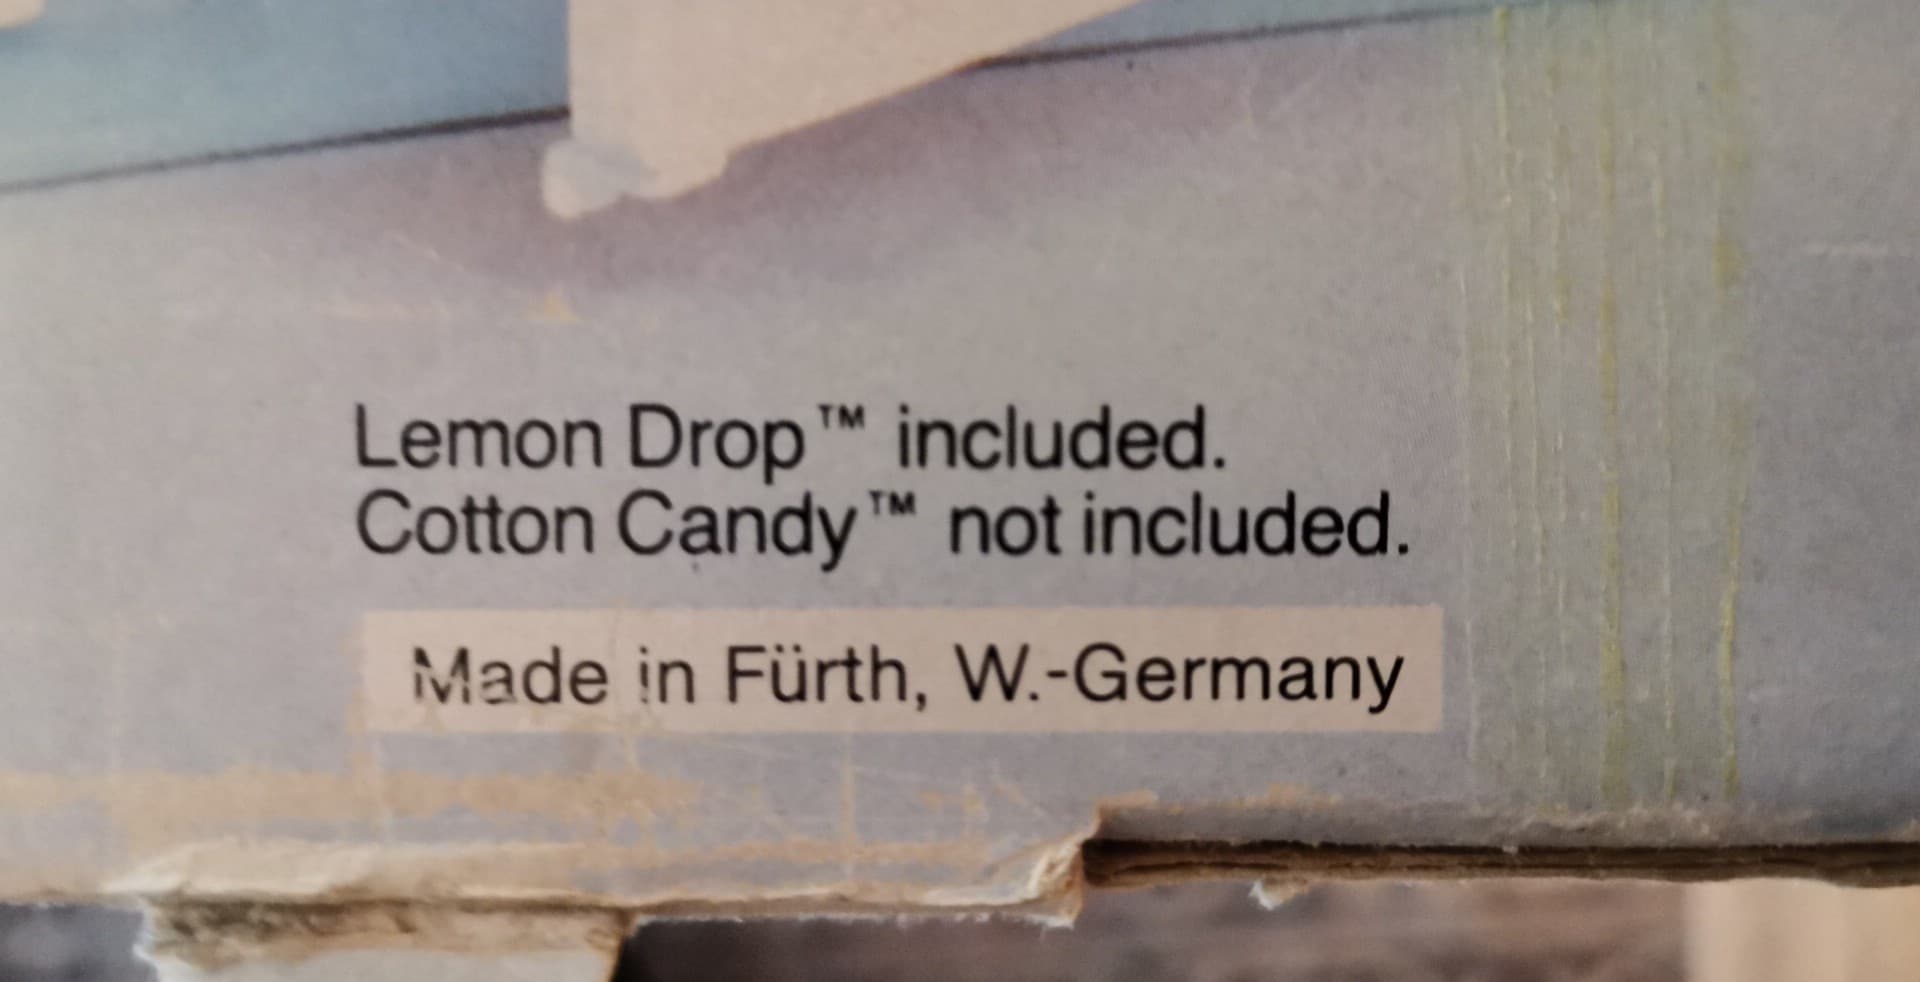 Lemon Drop™ included.
Cotton Candy™ not included.
Made in Fürth, W.-Germany